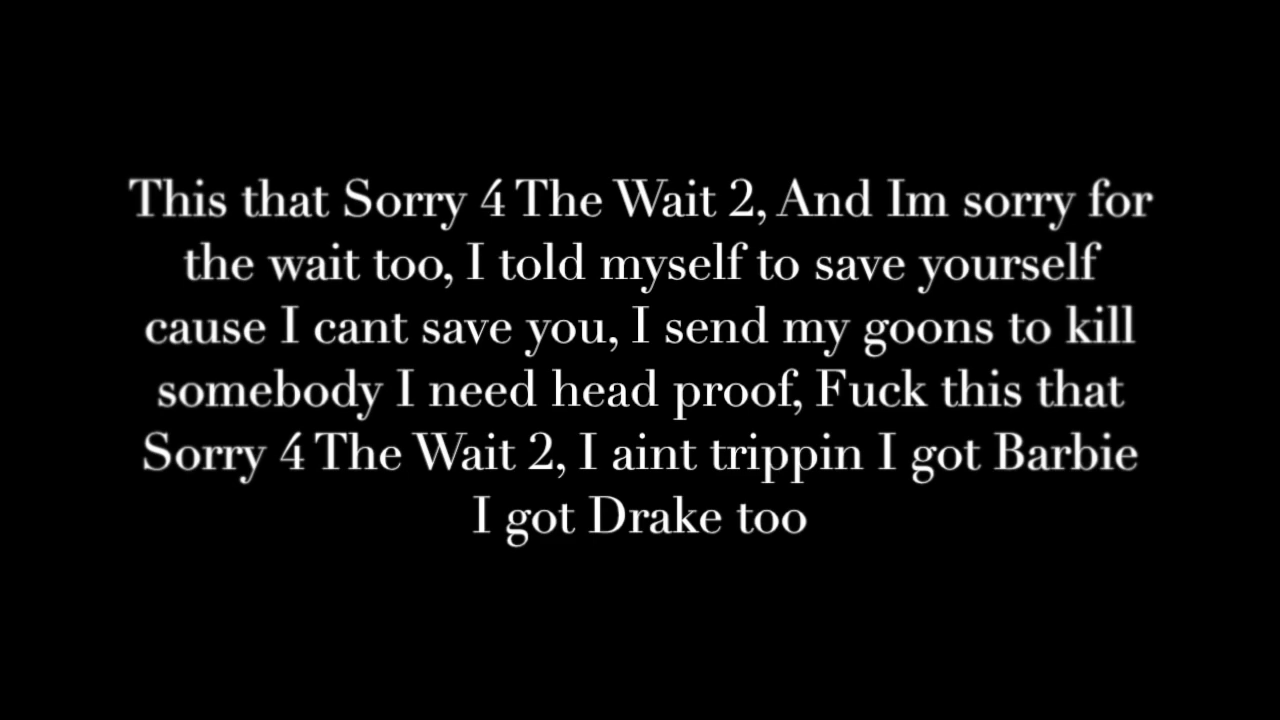 This that Sorry 4 The Wait 2, And Im sorry for
the wait too, I told myself to save yourself
cause I cant save you, I send my goons to kill
somebody I need head proof, Fuck this that
Sorry 4 The Wait 2, I aint trippin I got Barbie
I got Drake too